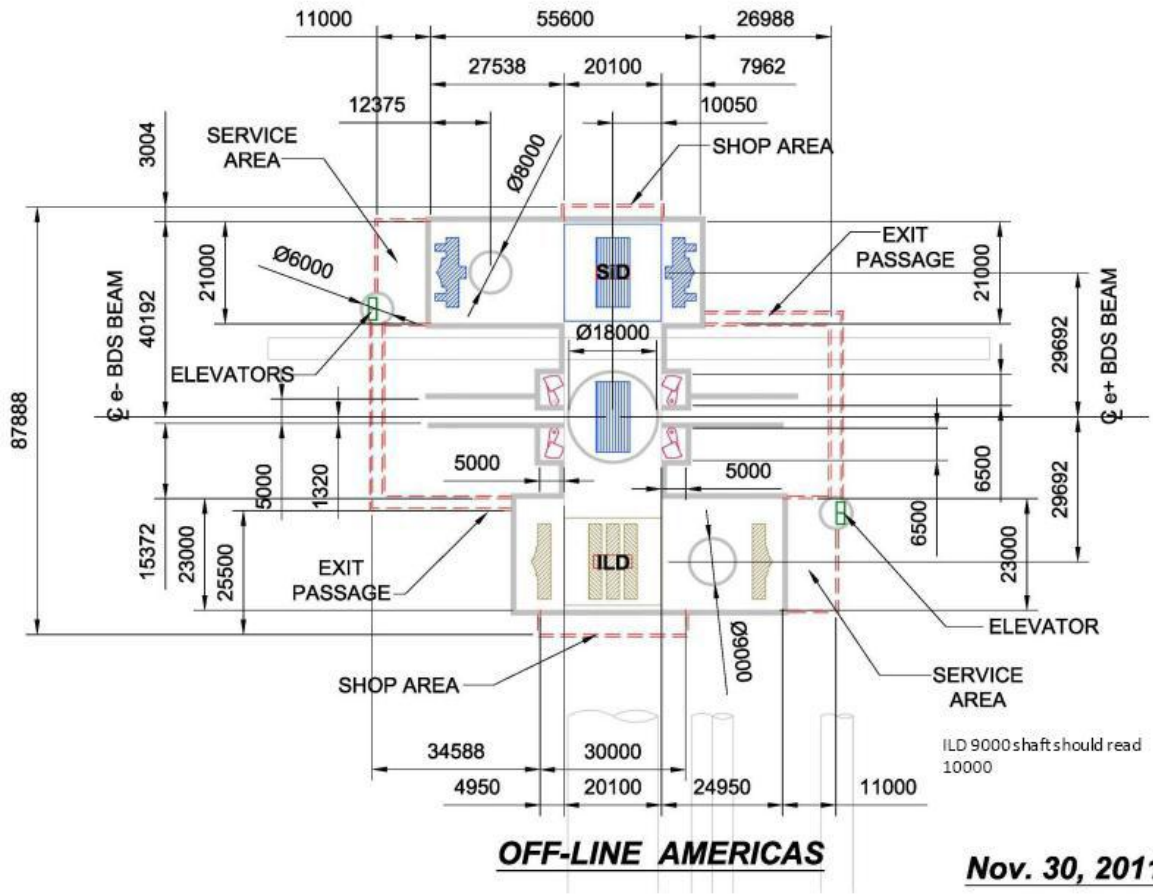 11000
55600
26988
27538
20100
7962
12375
10050
3004
SERVICE
AREA
Ø8000
SHOP AREA
21000
Ø6000
SiD
EXIT
PASSAGE
21000
40192
℄ e- BDS BEAM
Ø18000
29692
℄ e+ BDS BEAM
ELEVATORS
87888
5000
1320
5000
5000
6500
6500
29692
15372
23000
25500
EXIT
PASSAGE
ILD
Ø9000
23000
ELEVATOR
SHOP AREA
SERVICE
AREA
ILD 9000 shaft should read
10000
34588
30000
4950
20100
24950
11000
OFF-LINE AMERICAS
Nov. 30, 2011